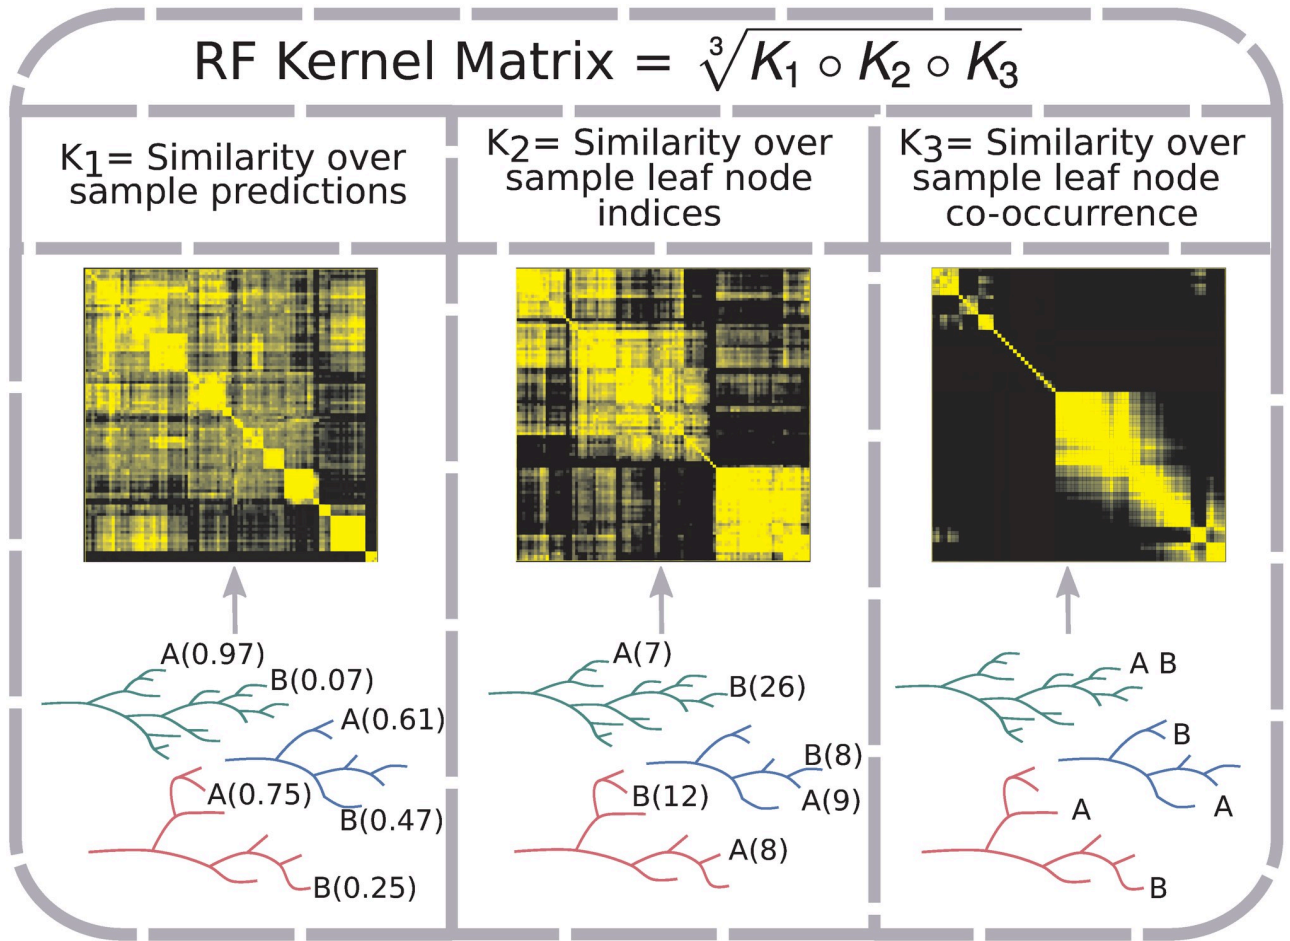 RF Kernel Matrix = ∛K₁ ∘ K₂ ∘ K₃
K₁= Similarity over
sample predictions
K₂= Similarity over
sample leaf node
indices
K₃= Similarity over
sample leaf node
co-occurrence
A(0.97)
B(0.07)
A(0.61)
A(0.75)
B(0.47)
B(0.25)
A(7)
B(26)
B(8)
A(9)
B(12)
A(8)
A B
B
A
A
B